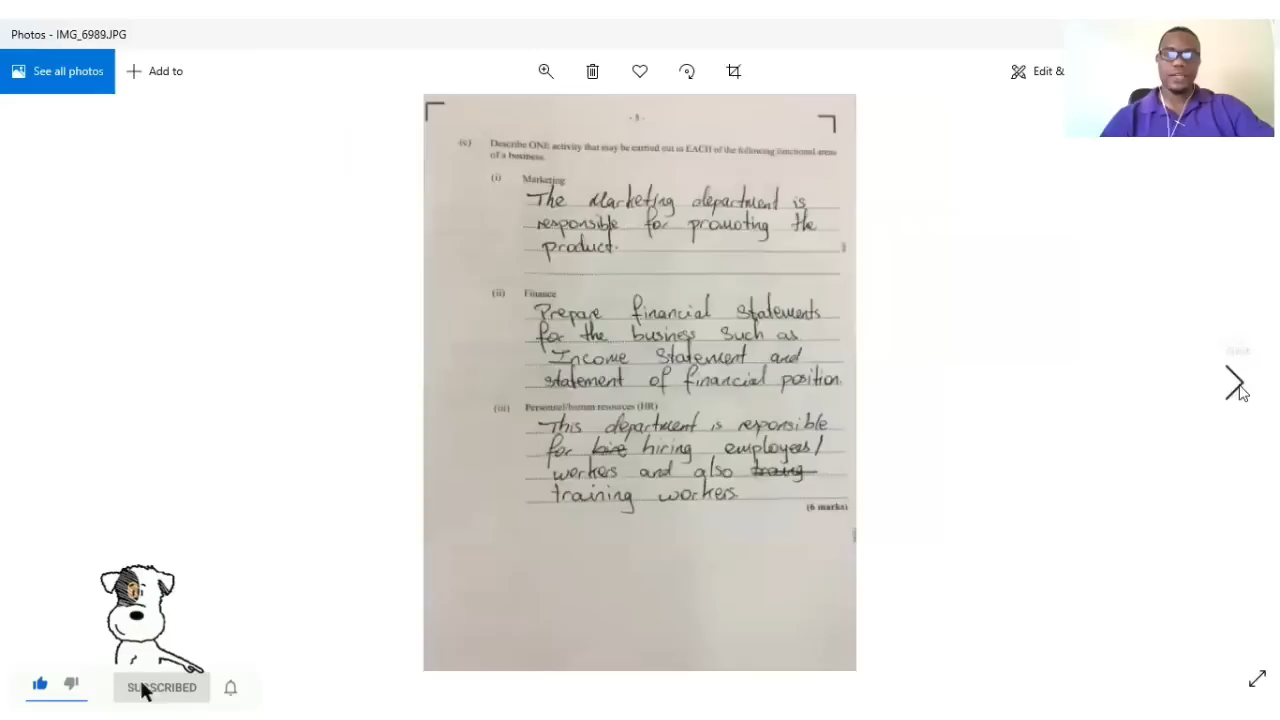 Photos - IMG_6989.JPG
See all photos
Add to
Edit &
- 5 -
(c) Describe ONE activity that may be carried out in EACH of the following functional areas
of a business.
(i) Marketing
The Marketing department is
responsible for promoting the
product.
(ii) Finance
Prepare financial statements
for the business such as
Income Statement and
statement of financial position.
(iii) Personnel/human resources (HR)
This department is responsible
for hire hiring employees/
workers and also
training workers.
(6 marks)
SUBSCRIBED